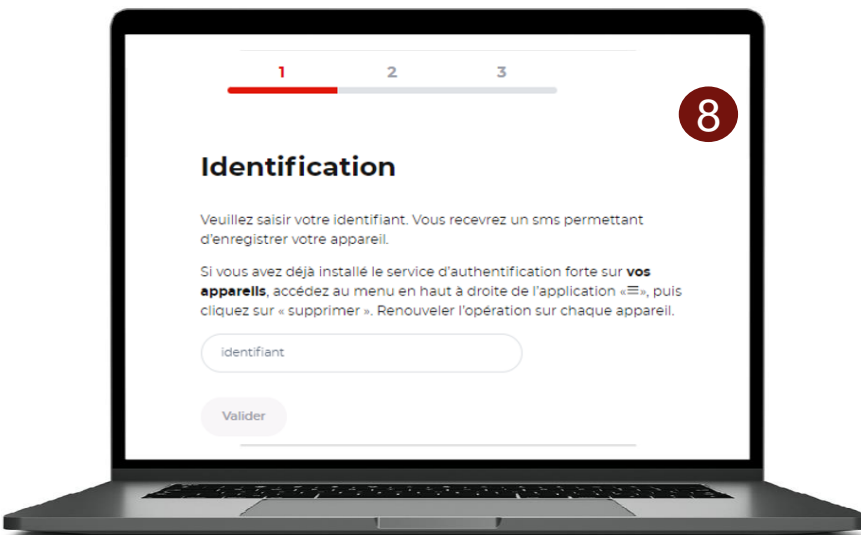 1 2 3
8
Identification
Veuillez saisir votre identifiant. Vous recevrez un sms permettant
d'enregistrer votre appareil.
Si vous avez déjà installé le service d'authentification forte sur vos
appareils, accédez au menu en haut à droite de l'application «≡», puis
cliquez sur « supprimer ». Renouveler l'opération sur chaque appareil.
identifiant
Valider